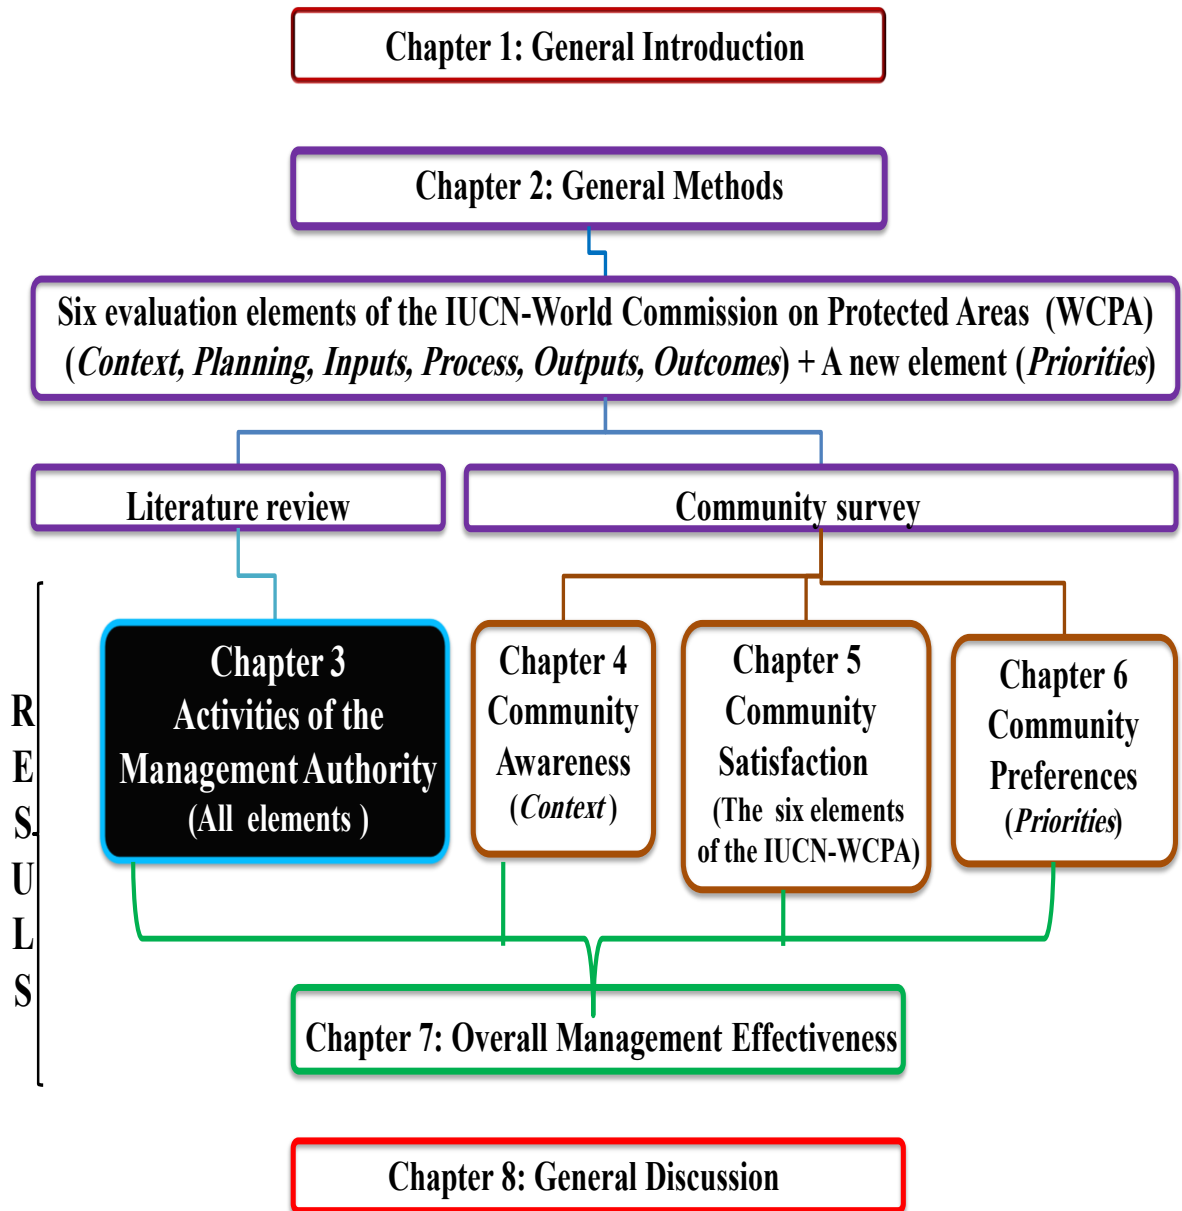 Chapter 1: General Introduction
Chapter 2: General Methods
Six evaluation elements of the IUCN-World Commission on Protected Areas (WCPA)
(Context, Planning, Inputs, Process, Outputs, Outcomes) + A new element (Priorities)
Literature review
Community survey
R
E
S
U
L
S
Chapter 3
Activities of the
Management Authority
(All elements )
Chapter 4
Community
Awareness
(Context )
Chapter 5
Community
Satisfaction
(The six elements
of the IUCN-WCPA)
Chapter 6
Community
Preferences
(Priorities)
Chapter 7: Overall Management Effectiveness
Chapter 8: General Discussion